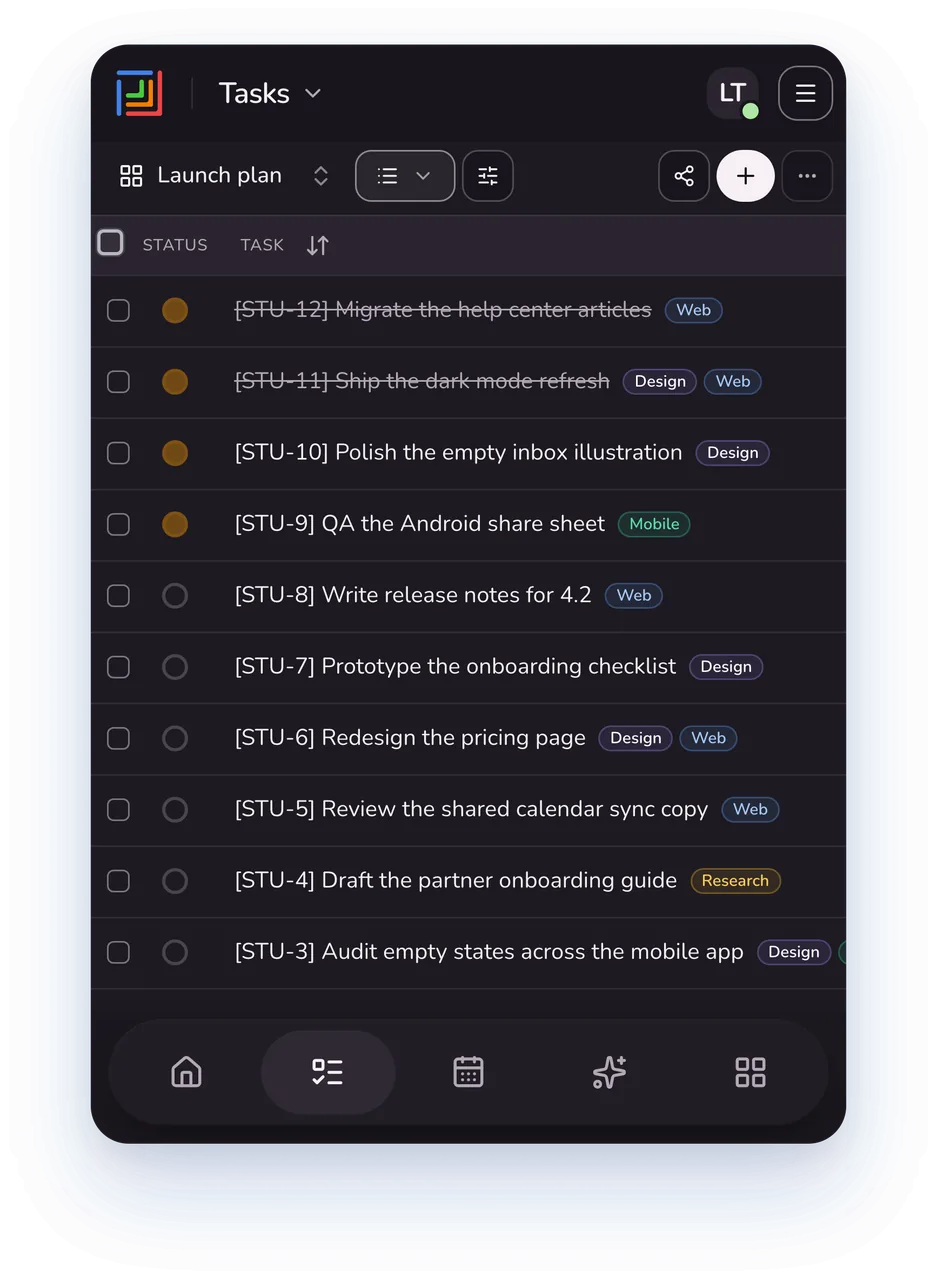 Tasks
LT
Launch plan
STATUS TASK
[STU-12] Migrate the help center articles Web
[STU-11] Ship the dark mode refresh Design Web
[STU-10] Polish the empty inbox illustration Design
[STU-9] QA the Android share sheet Mobile
[STU-8] Write release notes for 4.2 Web
[STU-7] Prototype the onboarding checklist Design
[STU-6] Redesign the pricing page Design Web
[STU-5] Review the shared calendar sync copy Web
[STU-4] Draft the partner onboarding guide Research
[STU-3] Audit empty states across the mobile app Design